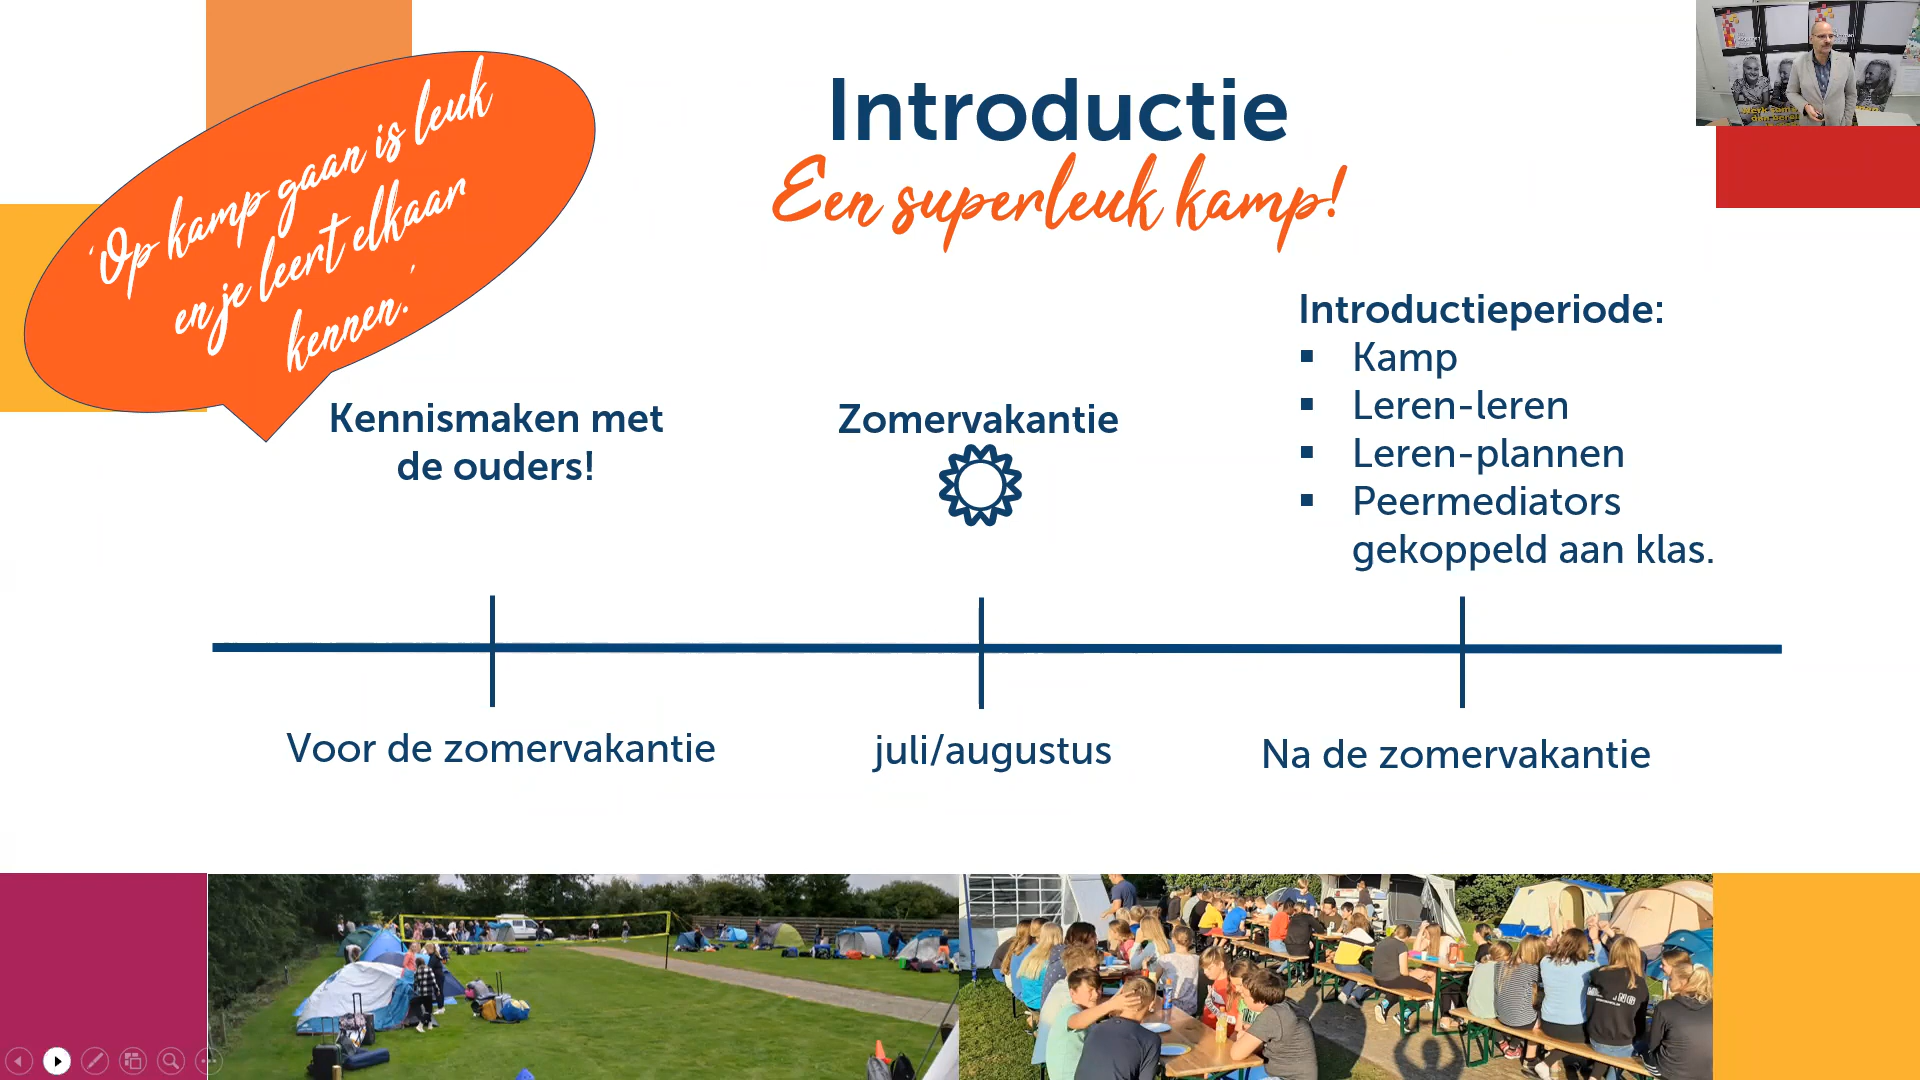 'Op kamp gaan is leuk
en je leert elkaar
kennen.'
Introductie
Een superleuk kamp!
Kennismaken met
de ouders!
Zomervakantie
Introductieperiode:
▪ Kamp
▪ Leren-leren
▪ Leren-plannen
▪ Peermediators
gekoppeld aan klas.
Voor de zomervakantie
juli/augustus
Na de zomervakantie